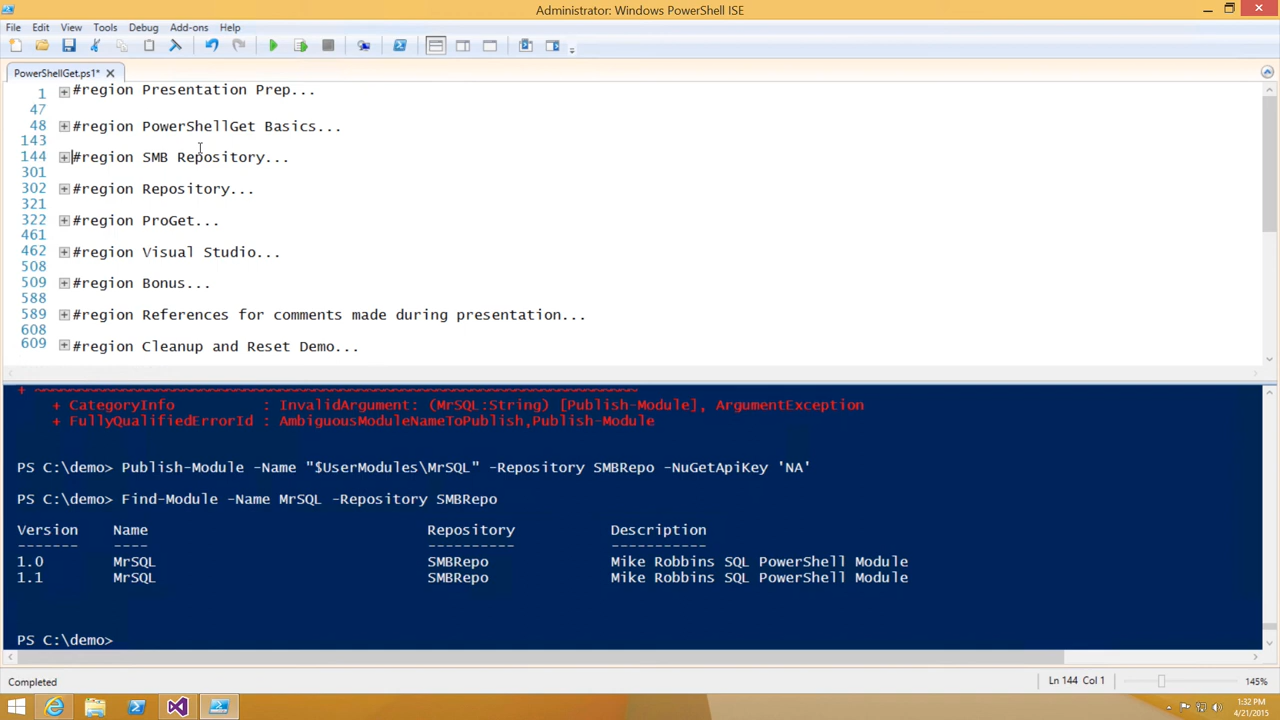 Administrator: Windows PowerShell ISE
File Edit View Tools Debug Add-ons Help
PowerShellGet.ps1*
1 #region Presentation Prep...
47
48 #region PowerShellGet Basics...
143
144 #region SMB Repository...
301
302 #region Repository...
321
322 #region ProGet...
461
462 #region Visual Studio...
508
509 #region Bonus...
588
589 #region References for comments made during presentation...
608
609 #region Cleanup and Reset Demo...
+ ~~~~~~~~~~~~~~~~~~~~~~~~~~~~~~~~~~~~~~~~~~~~~~~~~~~~~~~~~~~~~~~~~~~~~
+ CategoryInfo : InvalidArgument: (MrSQL:String) [Publish-Module], ArgumentException
+ FullyQualifiedErrorId : AmbiguousModuleNameToPublish,Publish-Module
PS C:\demo> Publish-Module -Name "$UserModules\MrSQL" -Repository SMBRepo -NuGetApiKey 'NA'
PS C:\demo> Find-Module -Name MrSQL -Repository SMBRepo
Version Name Repository Description
------- ---- ---------- -----------
1.0 MrSQL SMBRepo Mike Robbins SQL PowerShell Module
1.1 MrSQL SMBRepo Mike Robbins SQL PowerShell Module
PS C:\demo>
Completed Ln 144 Col 1 145%
1:32 PM
4/21/2015